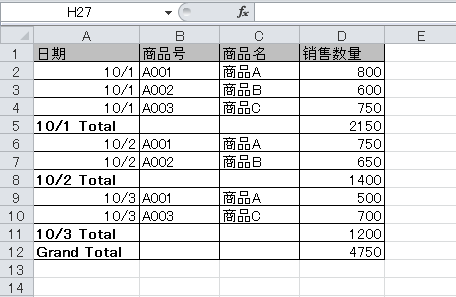 H27 fx
A B C D E
1 日期 商品号 商品名 销售数量
2 10/1 A001 商品A 800
3 10/1 A002 商品B 600
4 10/1 A003 商品C 750
5 10/1 Total 2150
6 10/2 A001 商品A 750
7 10/2 A002 商品B 650
8 10/2 Total 1400
9 10/3 A001 商品A 500
10 10/3 A003 商品C 700
11 10/3 Total 1200
12 Grand Total 4750
13
14